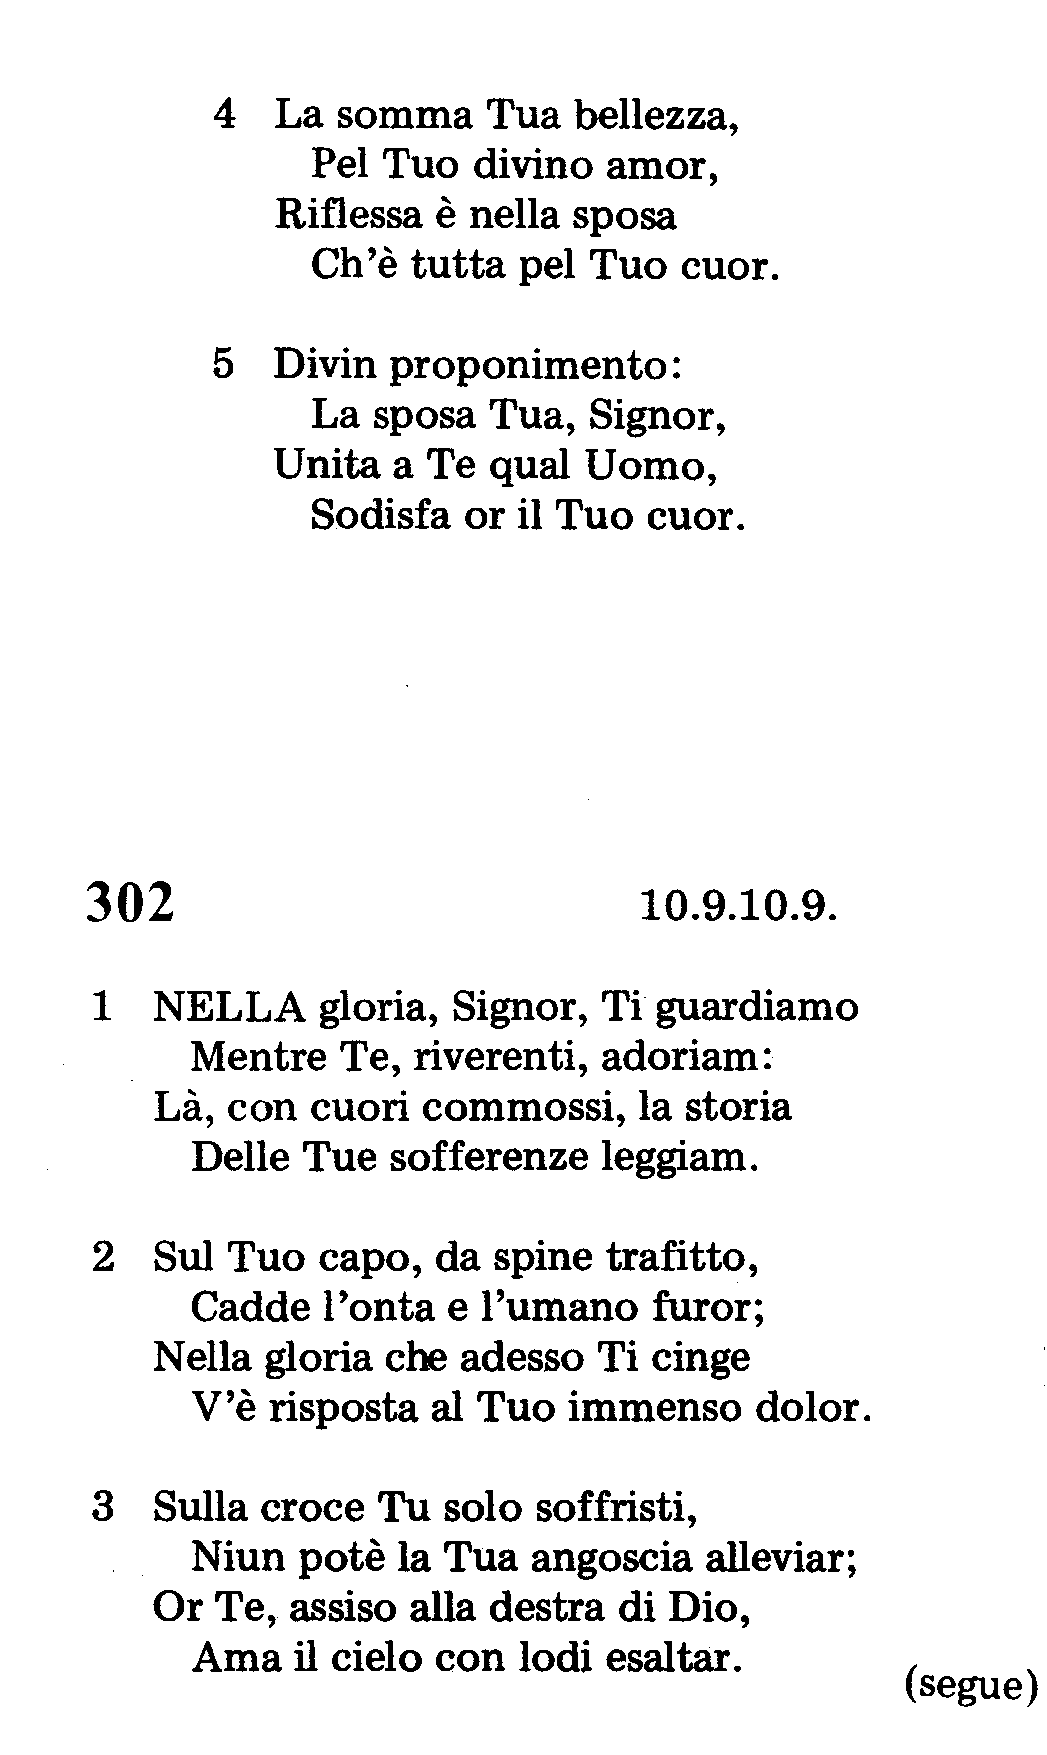 4 La somma Tua bellezza,
Pel Tuo divino amor,
Riflessa è nella sposa
Ch'è tutta pel Tuo cuor.
5 Divin proponimento:
La sposa Tua, Signor,
Unita a Te qual Uomo,
Sodisfa or il Tuo cuor.
302 10.9.10.9.
1 NELLA gloria, Signor, Ti guardiamo
Mentre Te, riverenti, adoriam:
Là, con cuori commossi, la storia
Delle Tue sofferenze leggiam.
2 Sul Tuo capo, da spine trafitto,
Cadde l'onta e l'umano furor;
Nella gloria che adesso Ti cinge
V'è risposta al Tuo immenso dolor.
3 Sulla croce Tu solo soffristi,
Niun potè la Tua angoscia alleviar;
Or Te, assiso alla destra di Dio,
Ama il cielo con lodi esaltar.
(segue)